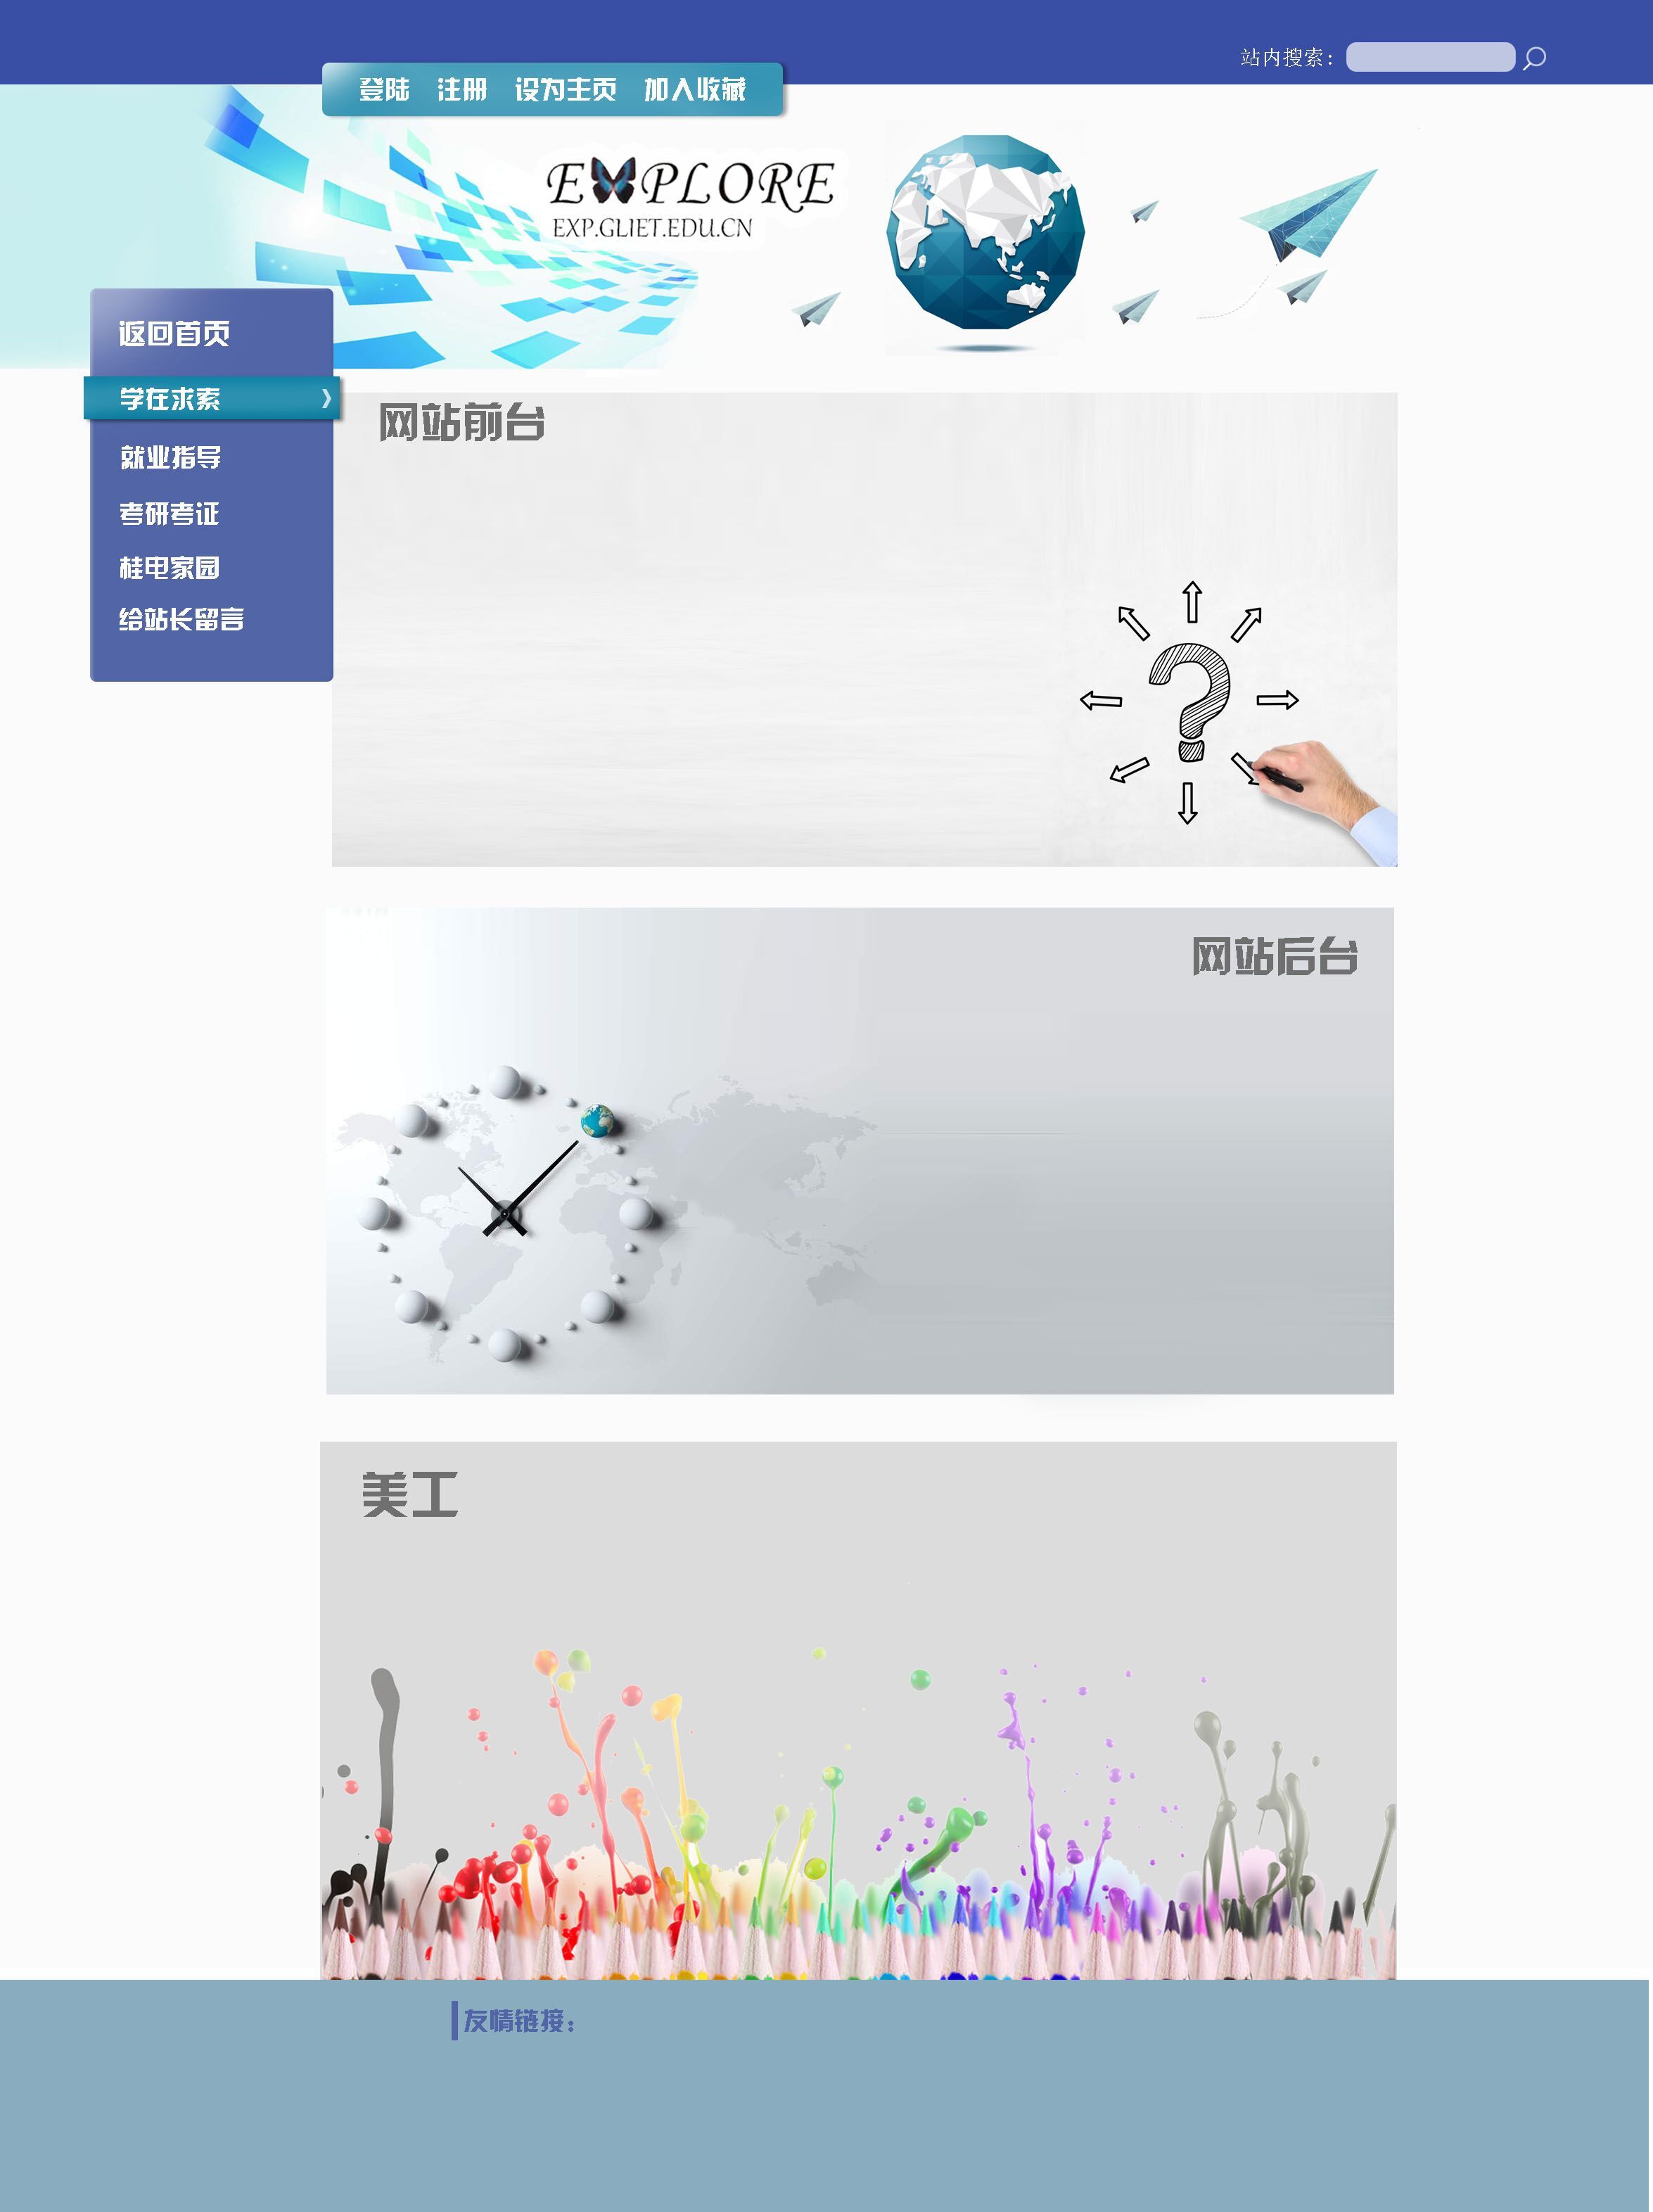 站内搜索：
登陆 注册 设为主页 加入收藏
EXPLORE
EXP.GLIET.EDU.CN
返回首页
学在求索
就业指导
考研考证
桂电家园
给站长留言
网站前台
网站后台
美工
友情链接：